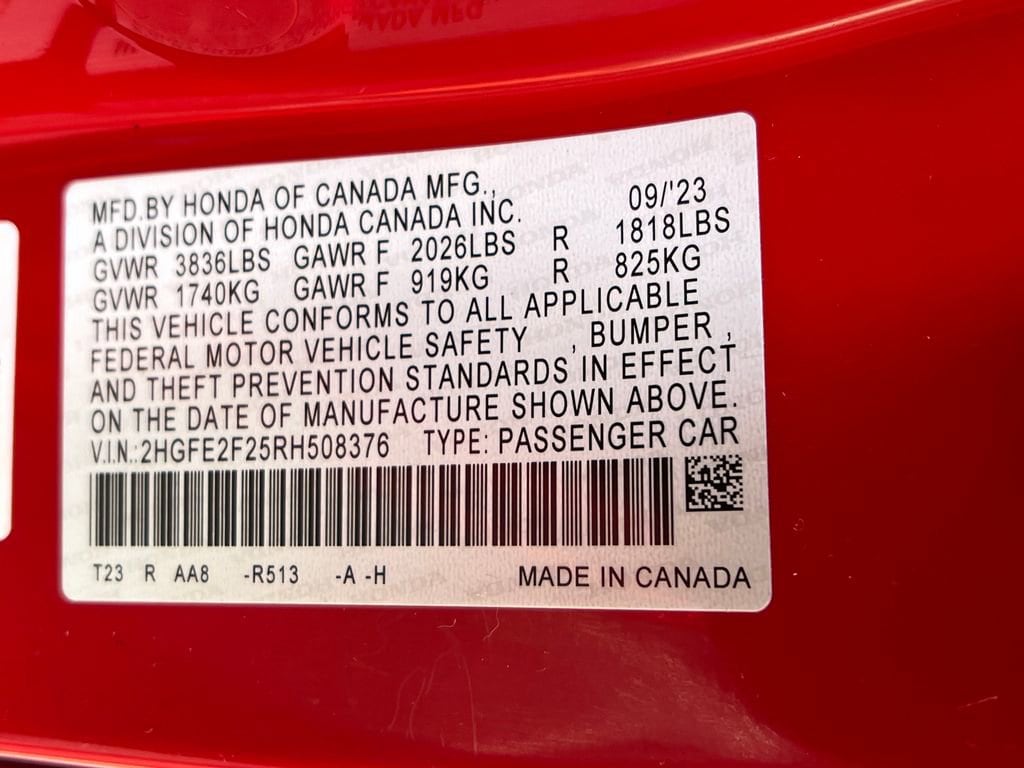 MFD.BY HONDA OF CANADA MFG., 09/'23
A DIVISION OF HONDA CANADA INC.
GVWR 3836LBS GAWR F 2026LBS R 1818LBS
GVWR 1740KG GAWR F 919KG R 825KG
THIS VEHICLE CONFORMS TO ALL APPLICABLE
FEDERAL MOTOR VEHICLE SAFETY , BUMPER ,
AND THEFT PREVENTION STANDARDS IN EFFECT
ON THE DATE OF MANUFACTURE SHOWN ABOVE.
V.I.N.:2HGFE2F25RH508376 TYPE: PASSENGER CAR
T23 R AA8 -R513 -A -H MADE IN CANADA